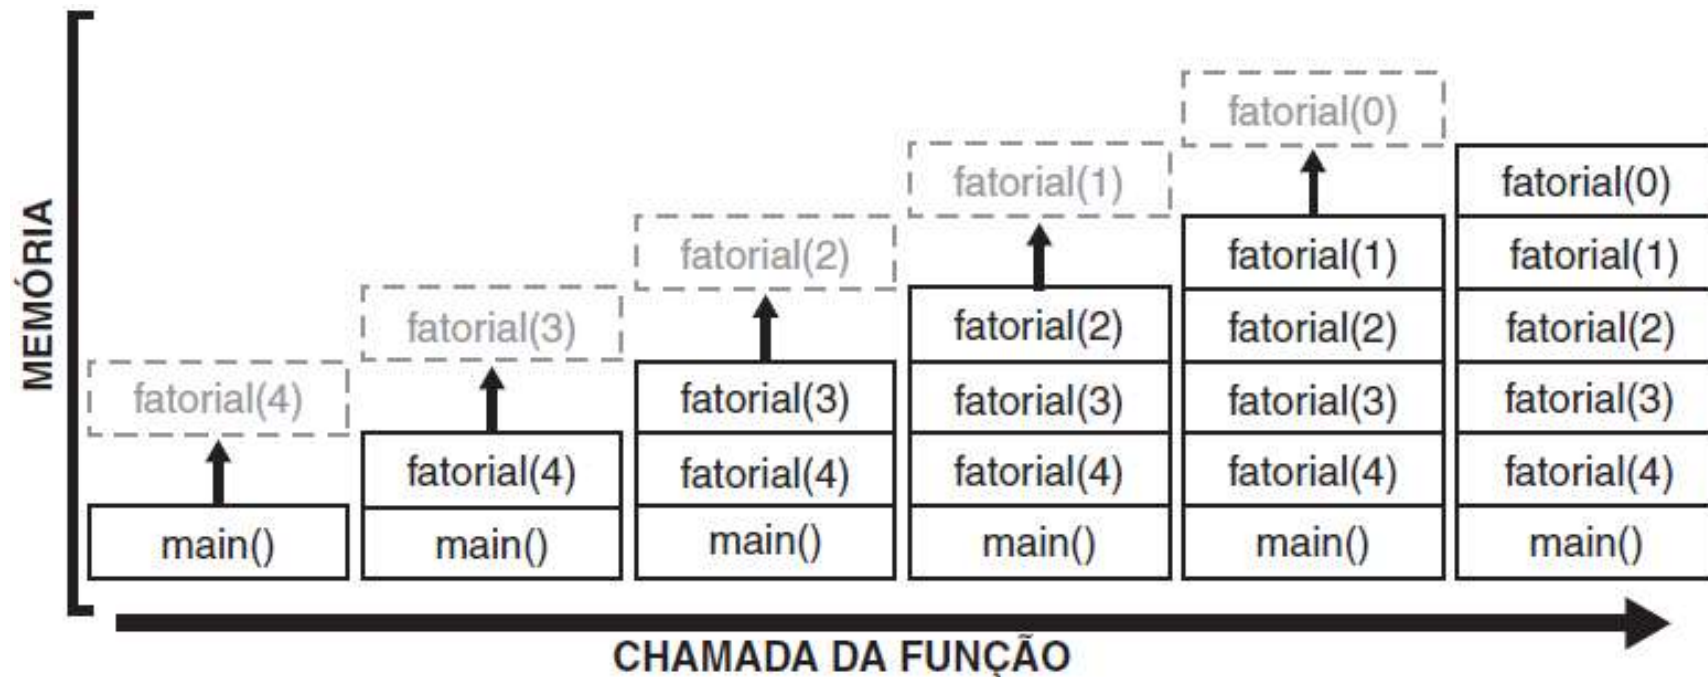 MEMÓRIA
fatorial(4)
main()
fatorial(3)
fatorial(4)
main()
fatorial(2)
fatorial(3)
fatorial(4)
main()
fatorial(1)
fatorial(2)
fatorial(3)
fatorial(4)
main()
fatorial(0)
fatorial(1)
fatorial(2)
fatorial(3)
fatorial(4)
main()
fatorial(0)
fatorial(1)
fatorial(2)
fatorial(3)
fatorial(4)
main()
CHAMADA DA FUNÇÃO